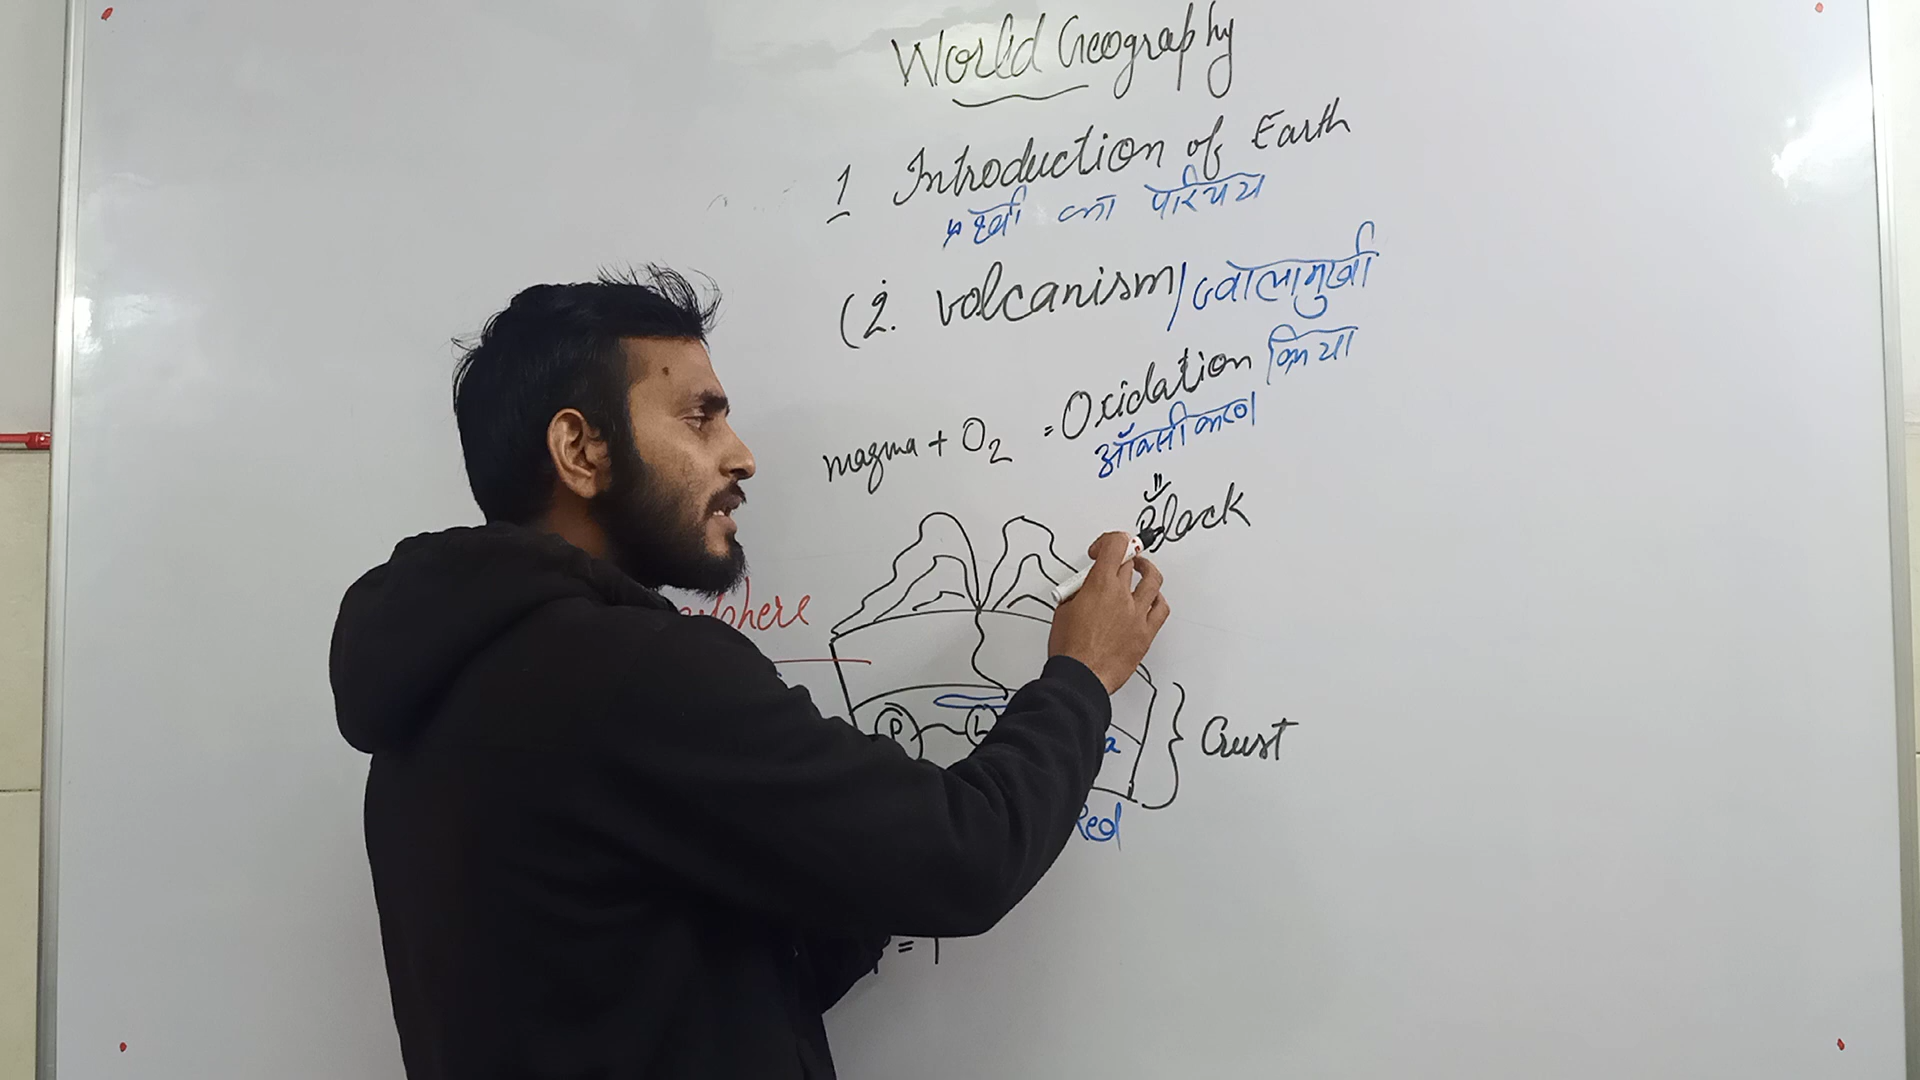 World Geography
1 Introduction of Earth
पृथ्वी का परिचय
(2. volcanism/ज्वालामुखी
magma + O2 = Oxidation क्रिया
ऑक्सीकरण
Black
P L
Crust
Red